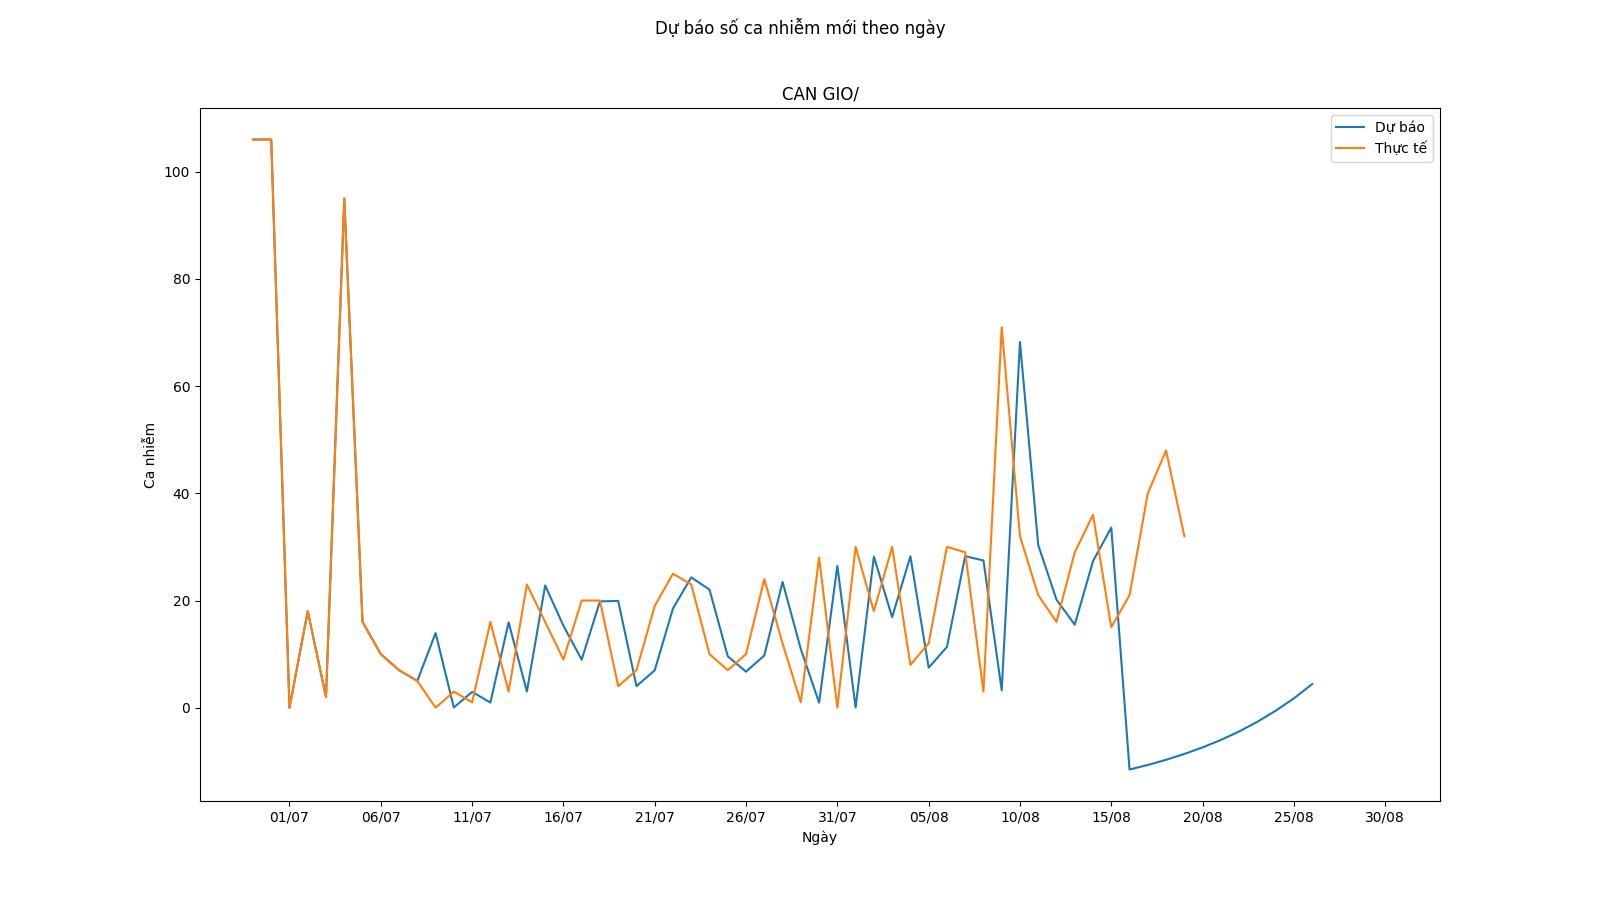 Dự báo số ca nhiễm mới theo ngày
CAN GIO/
Dự báo
Thực tế
100
80
60
40
20
0
Ca nhiễm
01/07 06/07 11/07 16/07 21/07 26/07 31/07 05/08 10/08 15/08 20/08 25/08 30/08
Ngày